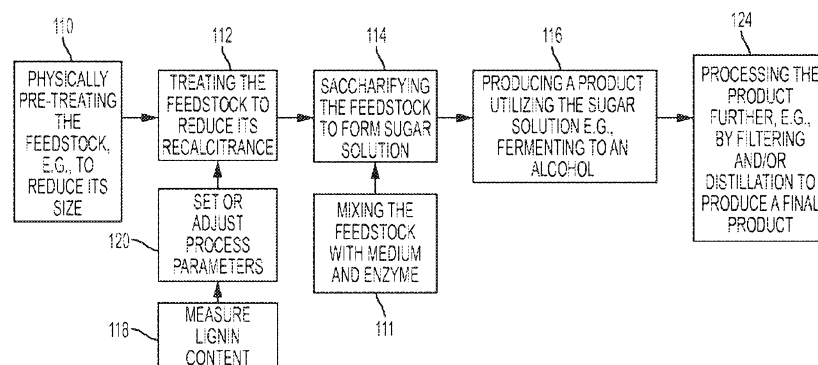 110
PHYSICALLY
PRE-TREATING
THE
FEEDSTOCK,
E.G., TO
REDUCE ITS
SIZE
112
TREATING THE
FEEDSTOCK TO
REDUCE ITS
RECALCITRANCE
120
SET OR
ADJUST
PROCESS
PARAMETERS
118
MEASURE
LIGNIN
CONTENT
114
SACCHARIFYING
THE FEEDSTOCK
TO FORM SUGAR
SOLUTION
MIXING THE
FEEDSTOCK
WITH MEDIUM
AND ENZYME
111
116
PRODUCING A PRODUCT
UTILIZING THE SUGAR
SOLUTION E.G.,
FERMENTING TO AN
ALCOHOL
124
PROCESSING THE
PRODUCT
FURTHER, E.G.,
BY FILTERING
AND/OR
DISTILLATION TO
PRODUCE A FINAL
PRODUCT